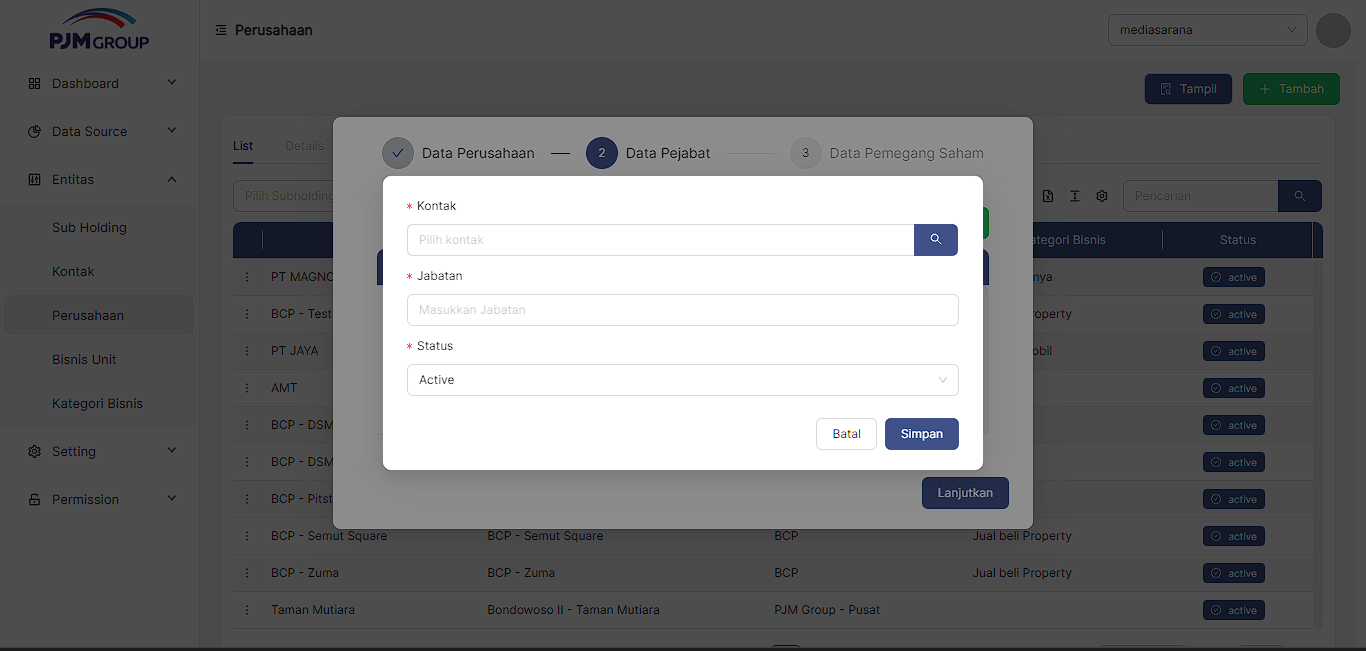 PJM GROUP
Perusahaan
mediasarana
Dashboard
Data Source
Entitas
Sub Holding
Kontak
Perusahaan
Bisnis Unit
Kategori Bisnis
Setting
Permission
Tampil
+ Tambah
List
Details
Pilih Subholding
Pencarian
Data Perusahaan
2 Data Pejabat
3 Data Pemegang Saham
* Kontak
Pilih kontak
* Jabatan
Masukkan Jabatan
* Status
Active
Batal
Simpan
Lanjutkan
ategori Bisnis Status
PT MAGNO nya active
BCP - Test operty active
PT JAYA obil active
AMT active
BCP - DSM active
BCP - DSM active
BCP - Pitst active
BCP - Semut Square BCP - Semut Square BCP Jual beli Property active
BCP - Zuma BCP - Zuma BCP Jual beli Property active
Taman Mutiara Bondowoso II - Taman Mutiara PJM Group - Pusat active